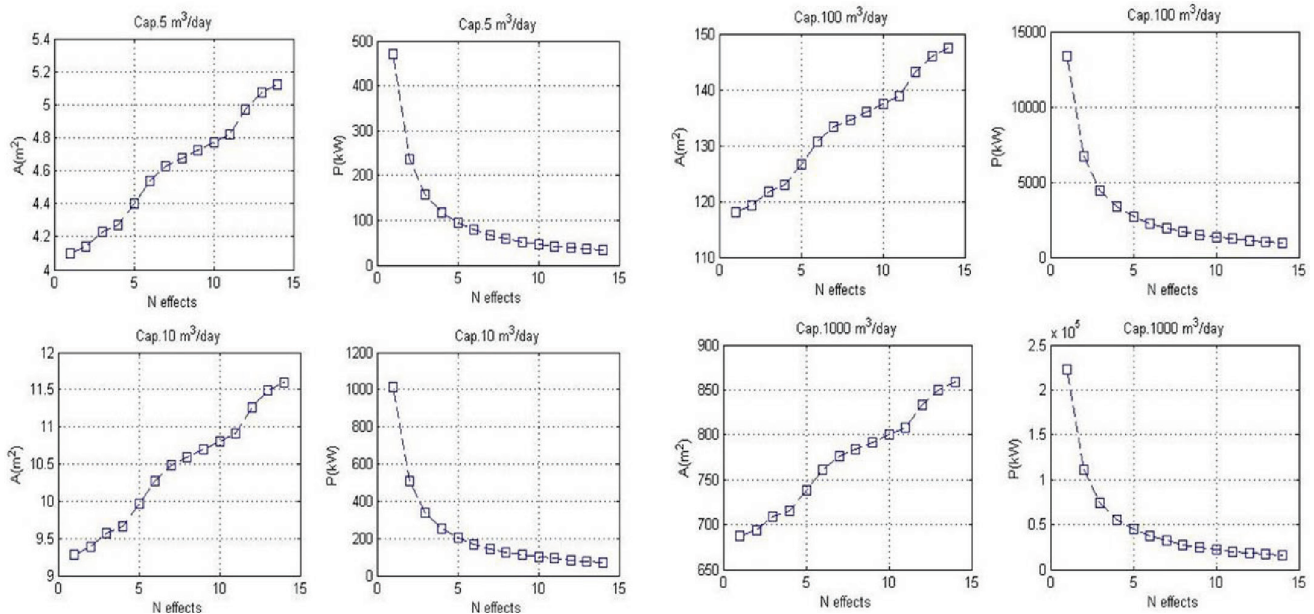 Cap.5 m³/day
5.4
5.2
5
4.8
4.6
4.4
4.2
4
A(m²)
0 5 10 15
N effects
Cap.5 m³/day
500
400
300
200
100
0
P(kW)
0 5 10 15
N effects
Cap.100 m³/day
150
140
130
120
110
A(m²)
0 5 10 15
N effects
Cap.100 m³/day
15000
10000
5000
0
P(kW)
0 5 10 15
N effects
Cap.10 m³/day
12
11.5
11
10.5
10
9.5
9
A(m²)
0 5 10 15
N effects
Cap.10 m³/day
1200
1000
800
600
400
200
0
P(kW)
0 5 10 15
N effects
Cap.1000 m³/day
900
850
800
750
700
650
A(m²)
0 5 10 15
N effects
x 10⁵ Cap.1000 m³/day
2.5
2
1.5
1
0.5
0
P(kW)
0 5 10 15
N effects